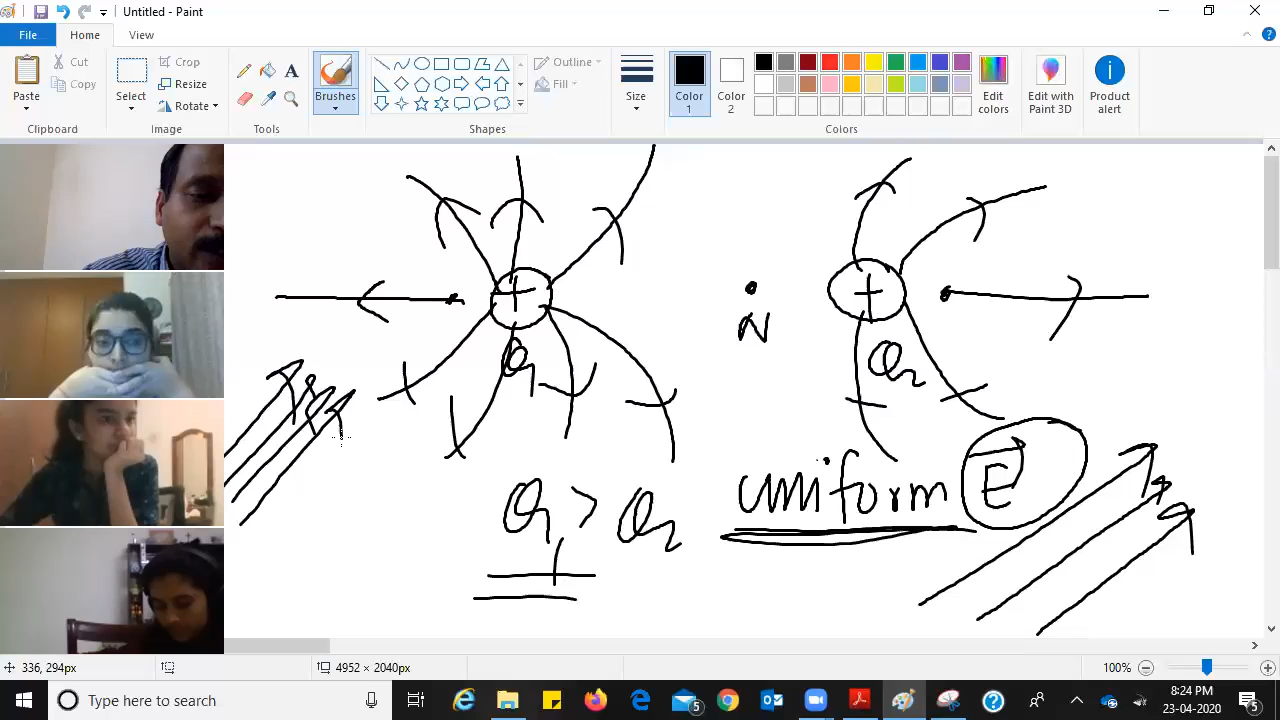 Untitled - Paint
File
Home
View
Paste
Cut
Copy
Clipboard
Select
Crop
Resize
Rotate
Image
Tools
Brushes
Outline
Fill
Shapes
Size
Color 1
Color 2
Edit colors
Colors
Edit with Paint 3D
Product alert
+
+
N
Q1
Q2
Q1 > Q2
uniform E
336, 294px
4952 × 2040px
100%
Type here to search
5
5
8:24 PM
23-04-2020